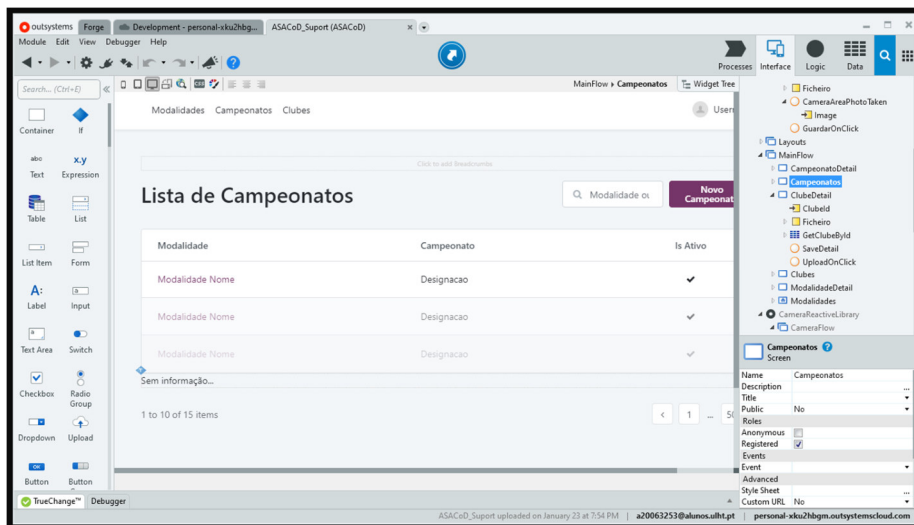 outsystems Forge Development - personal-xku2hbg... ASACoD_Suport (ASACoD)
Module Edit View Debugger Help
Processes Interface Logic Data
Search... (Ctrl+E)
MainFlow Campeonatos Widget Tree
Container If
Text Expression
abc x.y
Table List
List Item Form
Label Input
Text Area Switch
Checkbox Radio Group
Dropdown Upload
OK
Button Button
Modalidades Campeonatos Clubes
Click to add Breadcrumbs
Lista de Campeonatos
Modalidade ou
Novo
Campeonat
Modalidade Campeonato Is Ativo
Modalidade Nome Designacao
Modalidade Nome Designacao
Modalidade Nome Designacao
Sem informação...
1 to 10 of 15 items
1 ...
Ficheiro
CameraAreaPhotoTaken
Image
GuardarOnClick
Layouts
MainFlow
CampeonatoDetail
Campeonatos
ClubeDetail
ClubeId
Ficheiro
GetClubeById
SaveDetail
UploadOnClick
Clubes
ModalidadeDetail
Modalidades
CameraReactiveLibrary
CameraFlow
Campeonatos
Screen
Name Campeonatos
Description ...
Title
Public No
Roles
Anonymous
Registered
Events
Event
Advanced
Style Sheet ...
Custom URL No
TrueChange™ Debugger
ASACoD_Suport uploaded on January 23 at 7:54 PM | a20063253@alunos.ulht.pt | personal-xku2hbgm.outsystemscloud.com